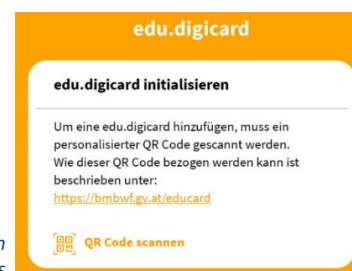 edu.digicard
edu.digicard initialisieren
Um eine edu.digicard hinzufügen, muss ein
personalisierter QR Code gescannt werden.
Wie dieser QR Code bezogen werden kann ist
beschrieben unter:
https://bmbwf.gv.at/educard
QR Code scannen